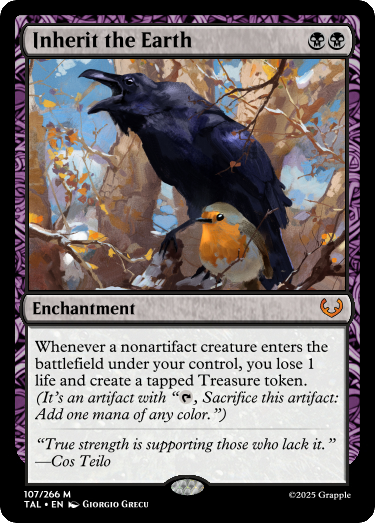 Inherit the Earth
Enchantment
Whenever a nonartifact creature enters the
battlefield under your control, you lose 1
life and create a tapped Treasure token.
(It's an artifact with “, Sacrifice this artifact:
Add one mana of any color.”)
“True strength is supporting those who lack it.”
—Cos Teilo
107/266 M
TAL • EN Giorgio Grecu
©2025 Grapple